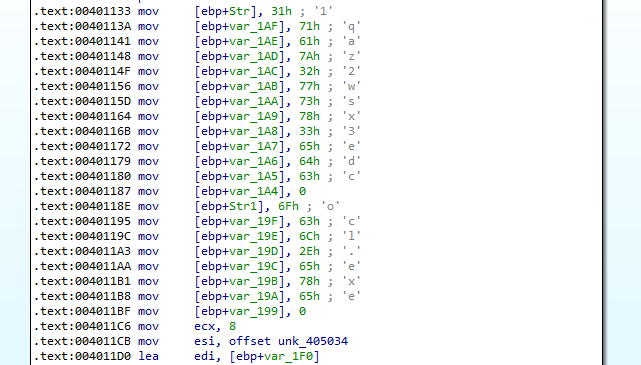 .text:00401133 mov [ebp+Str], 31h ; '1'
.text:0040113A mov [ebp+var_1AF], 71h ; 'q'
.text:00401141 mov [ebp+var_1AE], 61h ; 'a'
.text:00401148 mov [ebp+var_1AD], 7Ah ; 'z'
.text:0040114F mov [ebp+var_1AC], 32h ; '2'
.text:00401156 mov [ebp+var_1AB], 77h ; 'w'
.text:0040115D mov [ebp+var_1AA], 73h ; 's'
.text:00401164 mov [ebp+var_1A9], 78h ; 'x'
.text:0040116B mov [ebp+var_1A8], 33h ; '3'
.text:00401172 mov [ebp+var_1A7], 65h ; 'e'
.text:00401179 mov [ebp+var_1A6], 64h ; 'd'
.text:00401180 mov [ebp+var_1A5], 63h ; 'c'
.text:00401187 mov [ebp+var_1A4], 0
.text:0040118E mov [ebp+Str1], 6Fh ; 'o'
.text:00401195 mov [ebp+var_19F], 63h ; 'c'
.text:0040119C mov [ebp+var_19E], 6Ch ; 'l'
.text:004011A3 mov [ebp+var_19D], 2Eh ; '.'
.text:004011AA mov [ebp+var_19C], 65h ; 'e'
.text:004011B1 mov [ebp+var_19B], 78h ; 'x'
.text:004011B8 mov [ebp+var_19A], 65h ; 'e'
.text:004011BF mov [ebp+var_199], 0
.text:004011C6 mov ecx, 8
.text:004011CB mov esi, offset unk_405034
.text:004011D0 lea edi, [ebp+var_1F0]